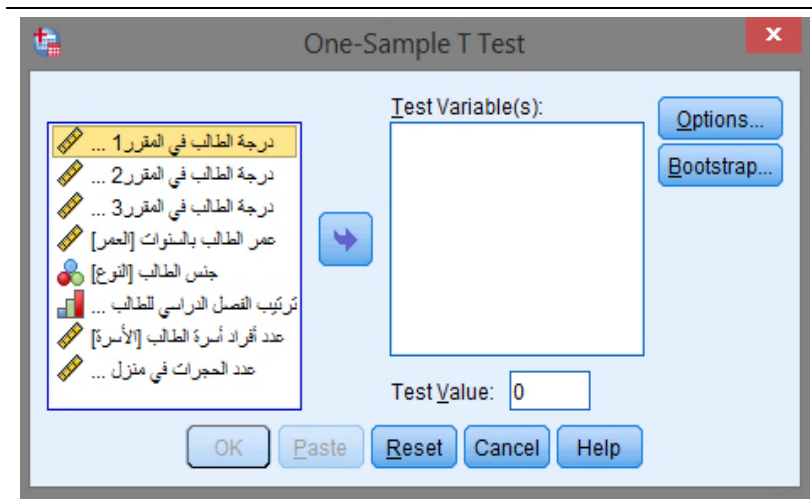 One-Sample T Test
x
Test Variable(s):
Options...
Bootstrap...
درجة الطالب في المقرر1 ...
درجة الطالب في المقرر2 ...
درجة الطالب في المقرر3 ...
عمر الطالب بالسنوات [العمر]
جنس الطالب [النوع]
ترتيب الفصل الدراسي للطالب ...
عدد أفراد أسرة الطالب [الأسرة]
عدد الحجرات في منزل ...
Test Value: 0
OK Paste Reset Cancel Help